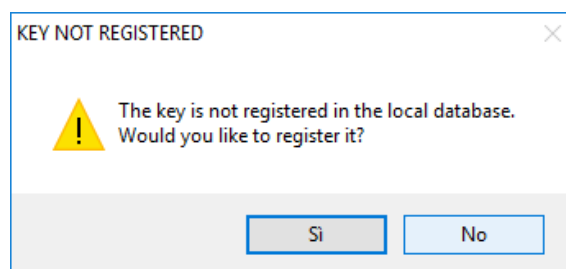 KEY NOT REGISTERED
The key is not registered in the local database.
Would you like to register it?
Sì
No